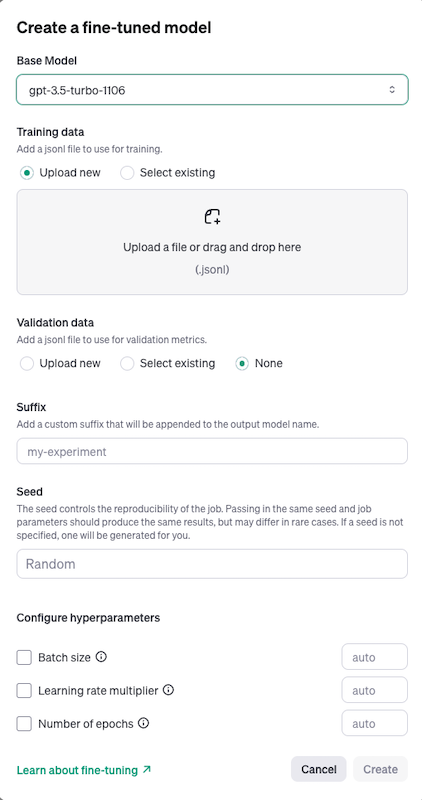 Create a fine-tuned model
Base Model
gpt-3.5-turbo-1106
Training data
Add a jsonl file to use for training.
Upload new Select existing
Upload a file or drag and drop here
(.jsonl)
Validation data
Add a jsonl file to use for validation metrics.
Upload new Select existing None
Suffix
Add a custom suffix that will be appended to the output model name.
my-experiment
Seed
The seed controls the reproducibility of the job. Passing in the same seed and job
parameters should produce the same results, but may differ in rare cases. If a seed is not
specified, one will be generated for you.
Random
Configure hyperparameters
Batch size auto
Learning rate multiplier auto
Number of epochs auto
Learn about fine-tuning Cancel Create